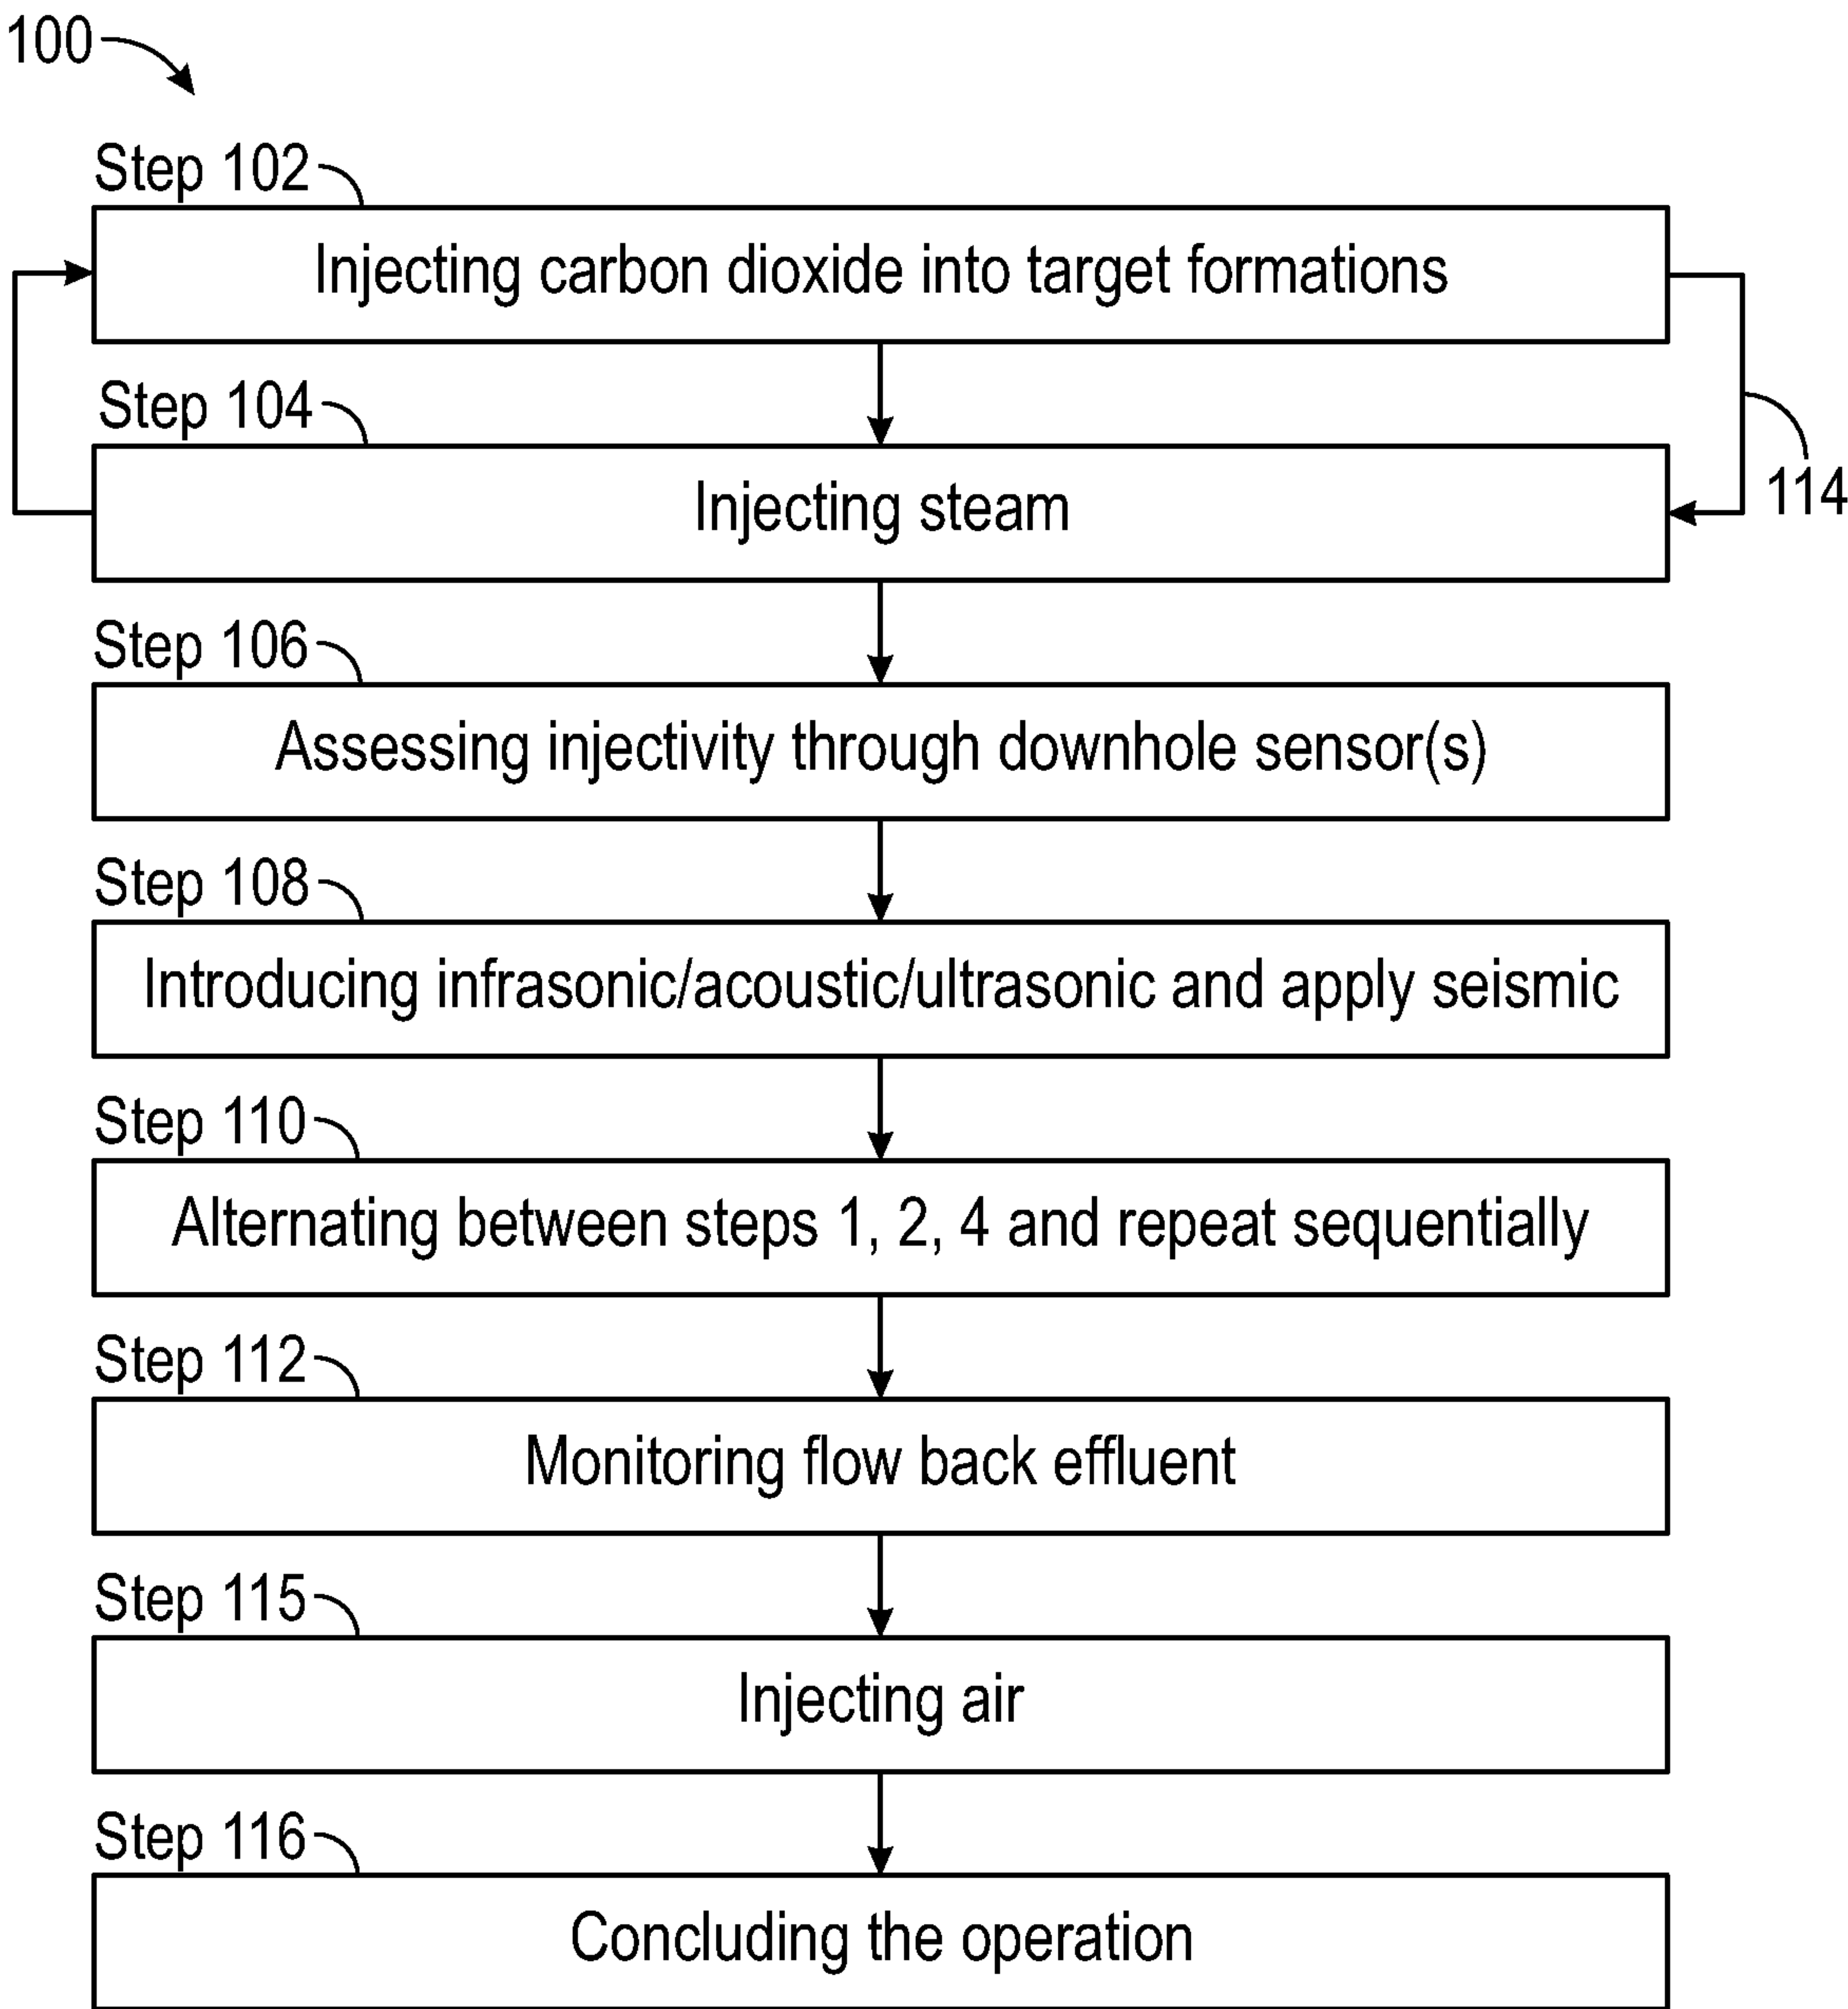 100
Step 102
Injecting carbon dioxide into target formations
Step 104
Injecting steam
114
Step 106
Assessing injectivity through downhole sensor(s)
Step 108
Introducing infrasonic/acoustic/ultrasonic and apply seismic
Step 110
Alternating between steps 1, 2, 4 and repeat sequentially
Step 112
Monitoring flow back effluent
Step 115
Injecting air
Step 116
Concluding the operation